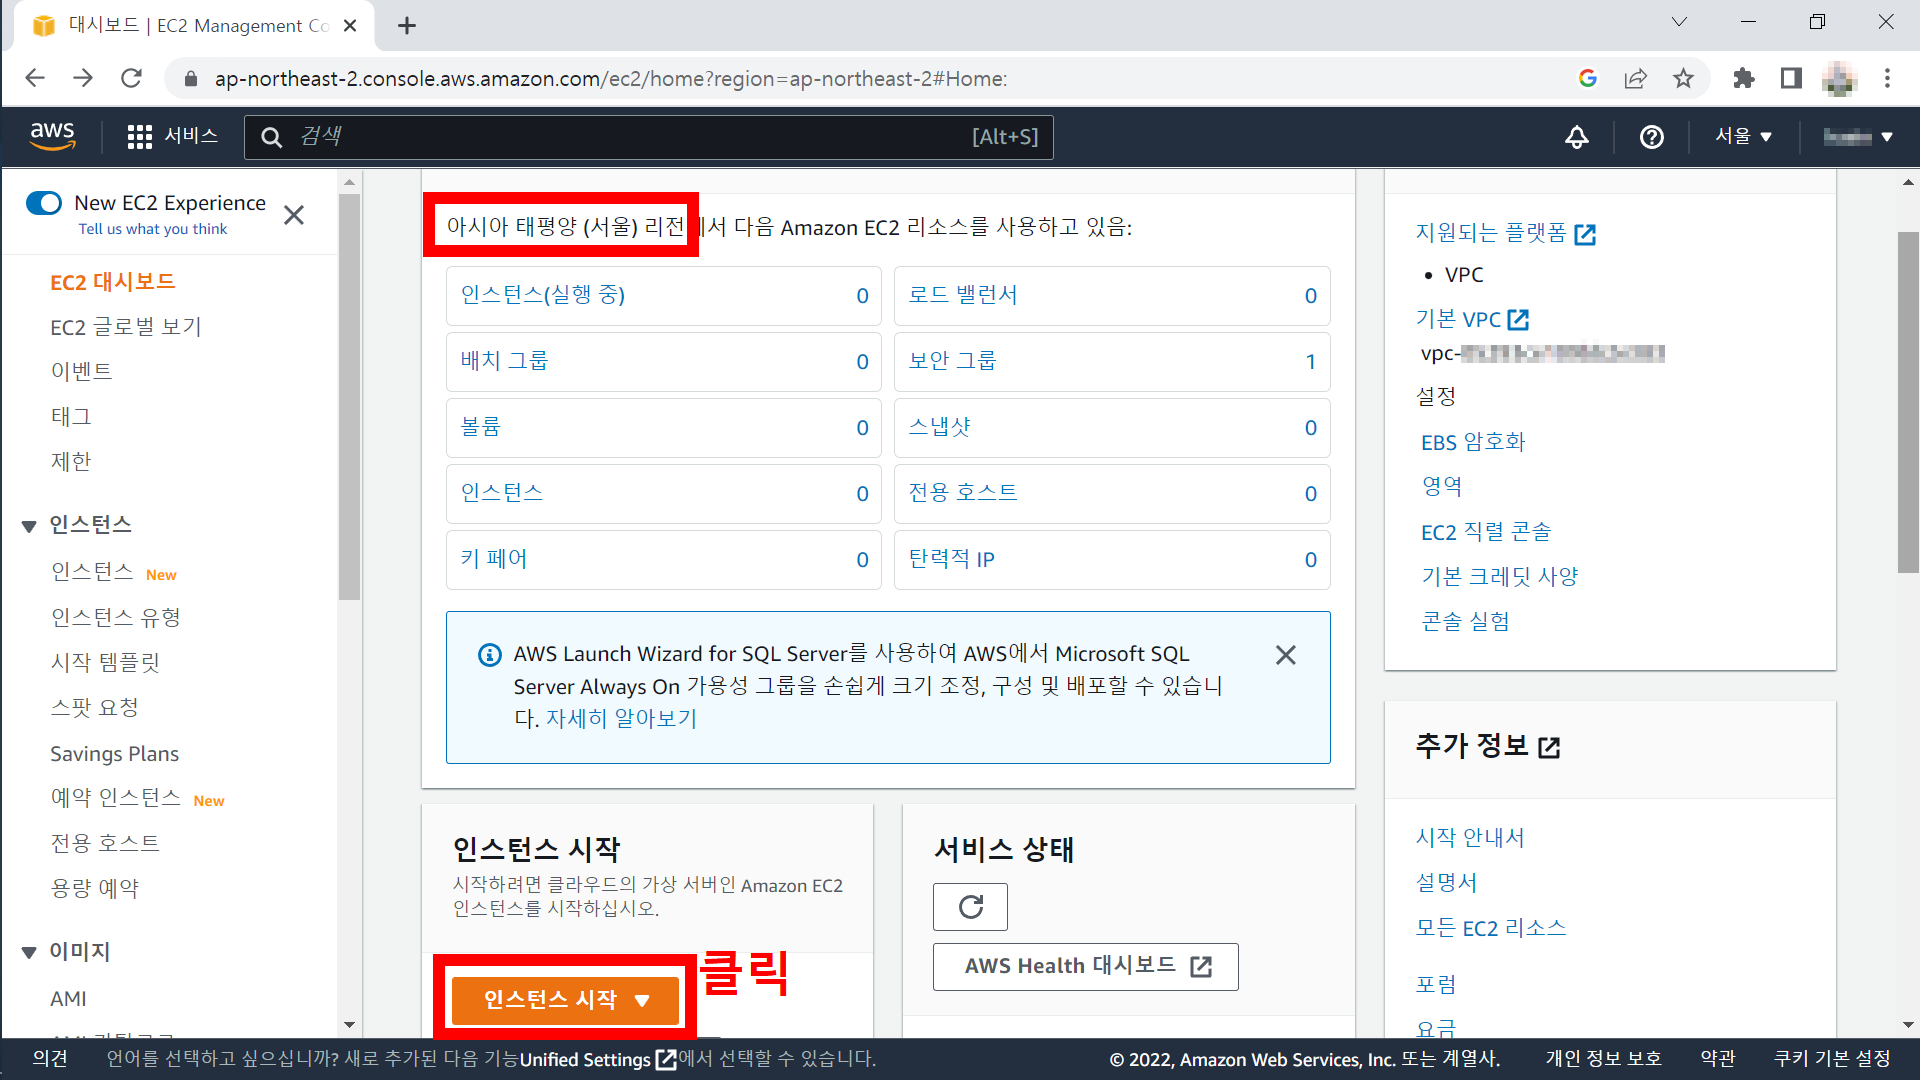 대시보드 | EC2 Management Co
ap-northeast-2.console.aws.amazon.com/ec2/home?region=ap-northeast-2#Home:
aws
서비스
검색
[Alt+S]
서울
New EC2 Experience
Tell us what you think
EC2 대시보드
EC2 글로벌 보기
이벤트
태그
제한
인스턴스
인스턴스 New
인스턴스 유형
시작 템플릿
스팟 요청
Savings Plans
예약 인스턴스 New
전용 호스트
용량 예약
이미지
AMI
아시아 태평양 (서울) 리전에서 다음 Amazon EC2 리소스를 사용하고 있음:
인스턴스(실행 중) 0
로드 밸런서 0
배치 그룹 0
보안 그룹 1
볼륨 0
스냅샷 0
인스턴스 0
전용 호스트 0
키 페어 0
탄력적 IP 0
AWS Launch Wizard for SQL Server를 사용하여 AWS에서 Microsoft SQL
Server Always On 가용성 그룹을 손쉽게 크기 조정, 구성 및 배포할 수 있습니
다. 자세히 알아보기
인스턴스 시작
시작하려면 클라우드의 가상 서버인 Amazon EC2
인스턴스를 시작하십시오.
인스턴스 시작
클릭
서비스 상태
AWS Health 대시보드
지원되는 플랫폼
• VPC
기본 VPC
vpc-
설정
EBS 암호화
영역
EC2 직렬 콘솔
기본 크레딧 사양
콘솔 실험
추가 정보
시작 안내서
설명서
모든 EC2 리소스
포럼
요금
의견
언어를 선택하고 싶으십니까? 새로 추가된 다음 기능Unified Settings에서 선택할 수 있습니다.
© 2022, Amazon Web Services, Inc. 또는 계열사.
개인 정보 보호
약관
쿠키 기본 설정